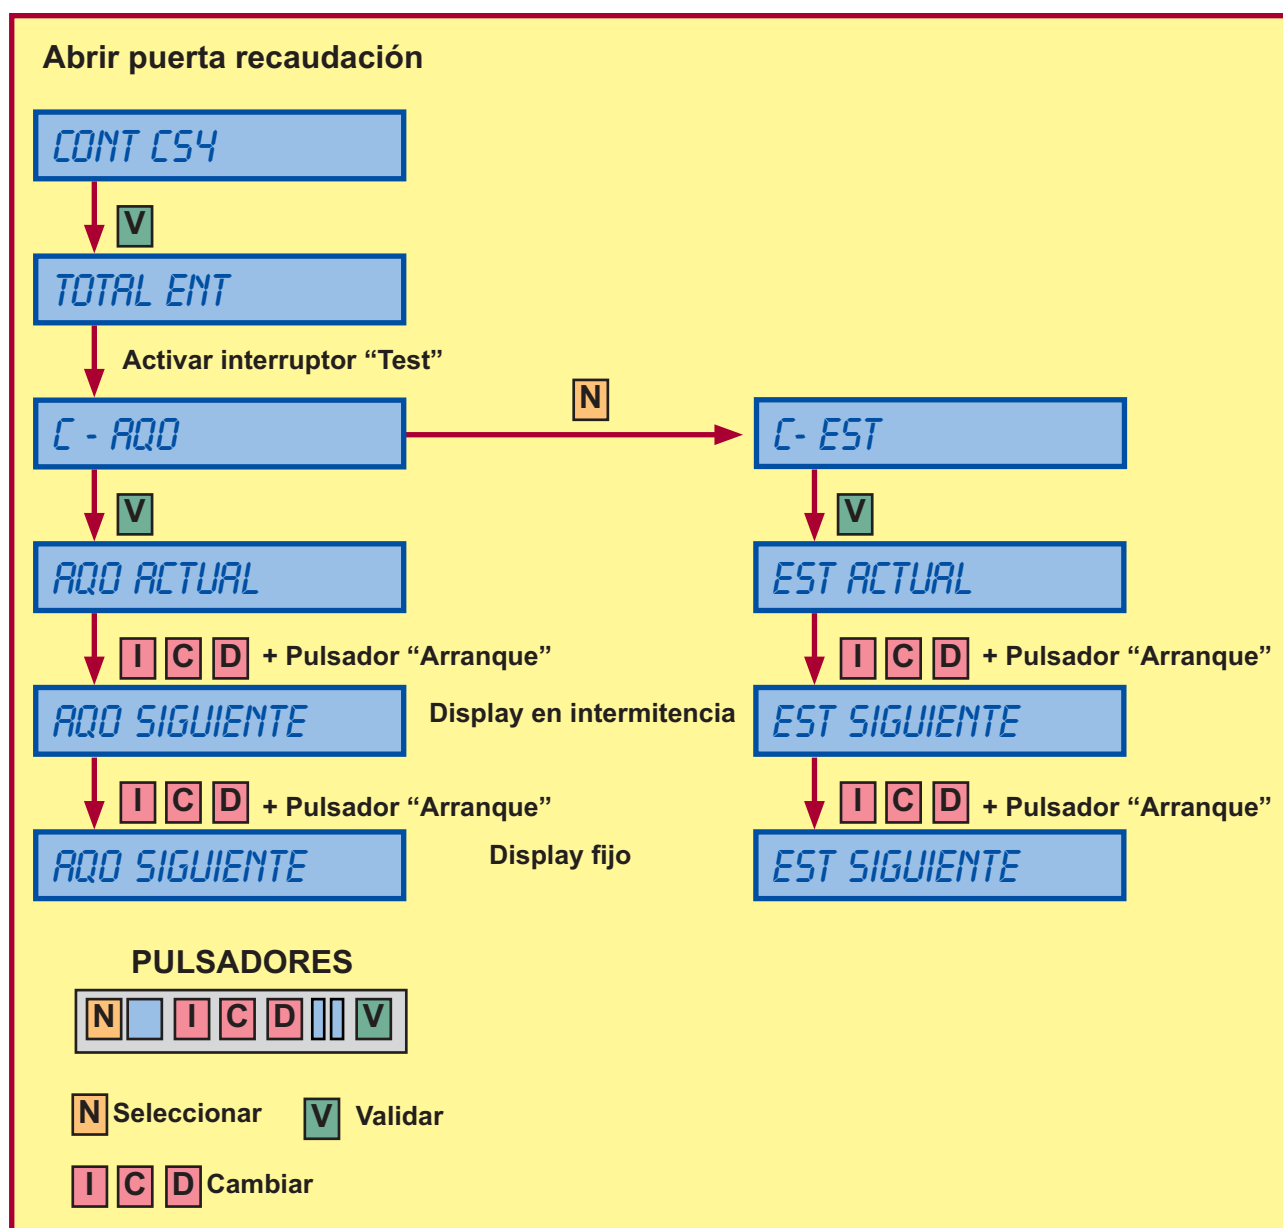 Abrir puerta recaudación
CONT CS4
V
TOTAL ENT
Activar interruptor “Test”
N
C - AQO
C- EST
V
V
AQO ACTUAL
EST ACTUAL
I C D + Pulsador “Arranque”
I C D + Pulsador “Arranque”
AQO SIGUIENTE
Display en intermitencia
EST SIGUIENTE
I C D + Pulsador “Arranque”
I C D + Pulsador “Arranque”
AQO SIGUIENTE
Display fijo
EST SIGUIENTE
PULSADORES
N I C D V
N Seleccionar
V Validar
I C D Cambiar